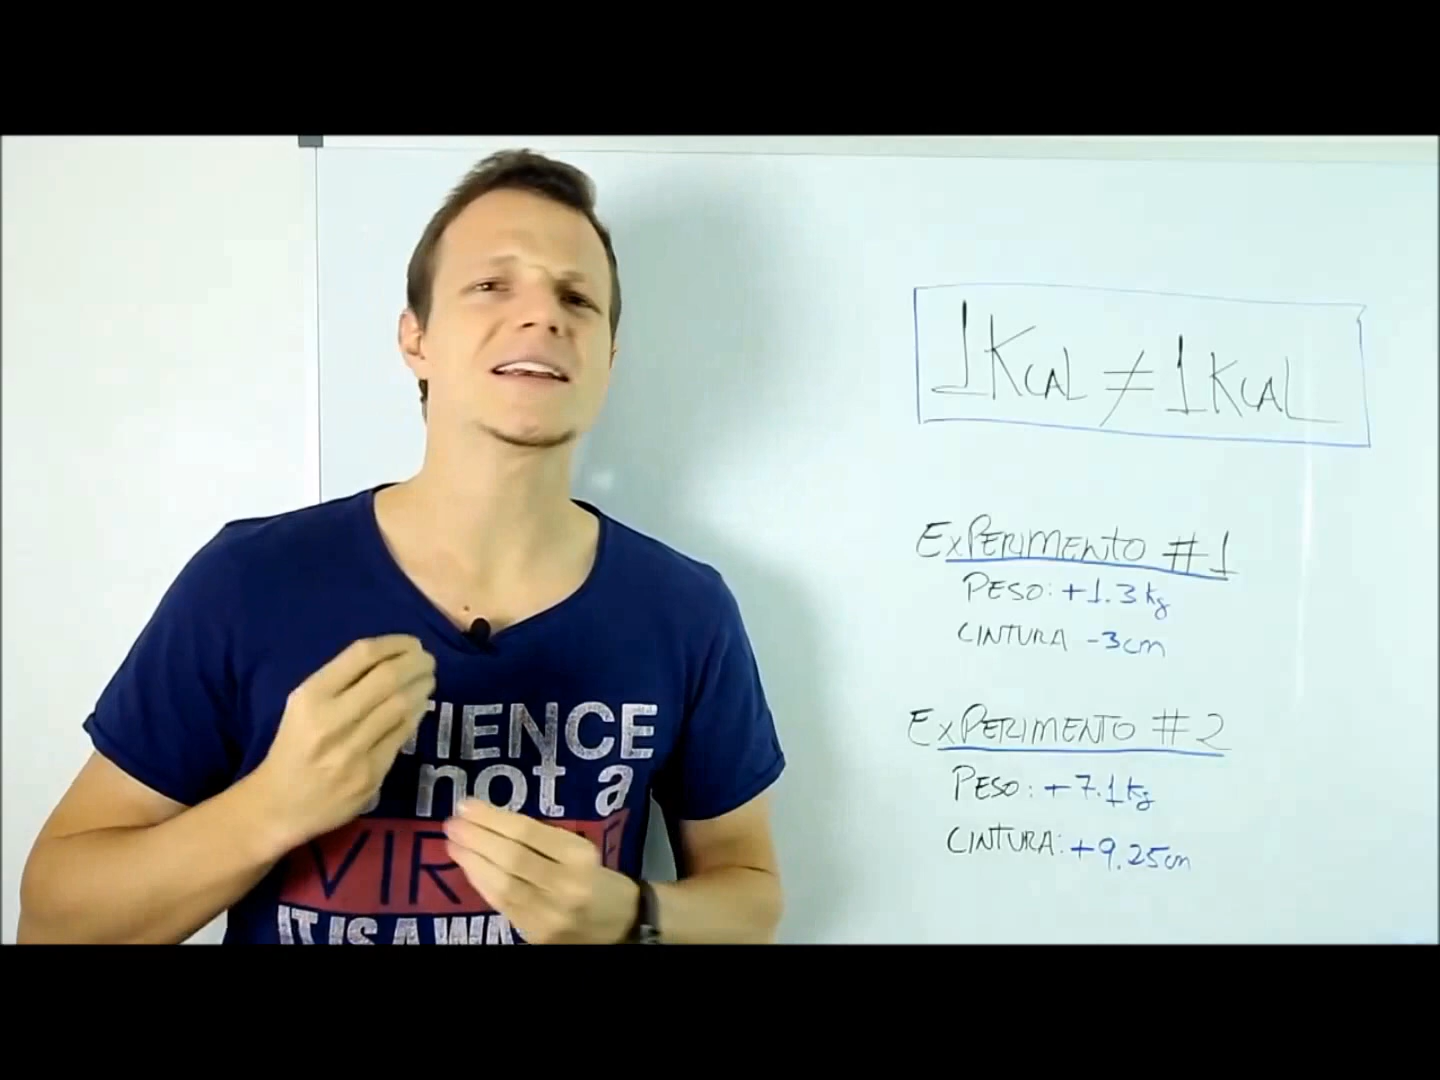 1KCAL ≠ 1KCAL
EXPERIMENTO #1
PESO: +1.3kg
CINTURA -3cm
EXPERIMENTO #2
PESO: +7.1kg
CINTURA: +9.25cm
TIENCE
not a
VIR
IT IS A WAS